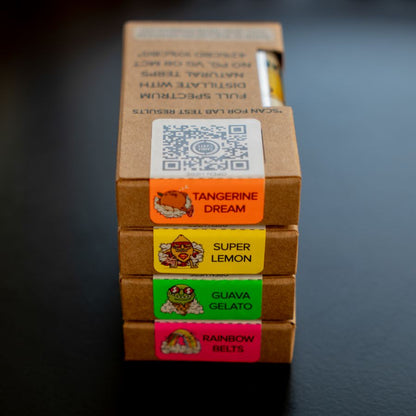 *SCAN FOR LAB TEST RESULTS
FULL SPECTRUM
DISTILLATE WITH
NATURAL TERPS
NO PG, VG OR MCT
TANGERINE
DREAM
SUPER
LEMON
GUAVA
GELATO
RAINBOW
BELTS